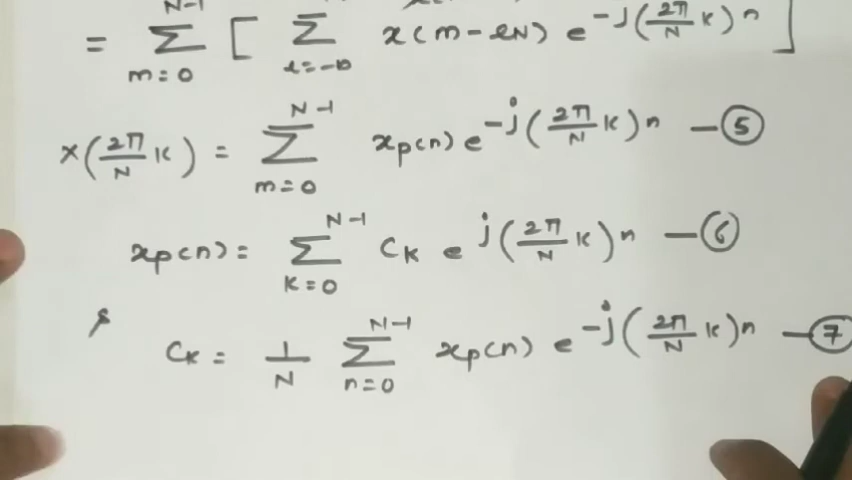 = N-1 Σ m=0 [ Σ l=-∞ x(m-lN) e^-j(2π/N k)n ]
x(2π/N k) = N-1 Σ m=0 xp(n) e^-j(2π/N k)n — ⑤
xp(n) = N-1 Σ k=0 Ck e^j(2π/N k)n — ⑥
Ck = 1/N N-1 Σ n=0 xp(n) e^-j(2π/N k)n — ⑦